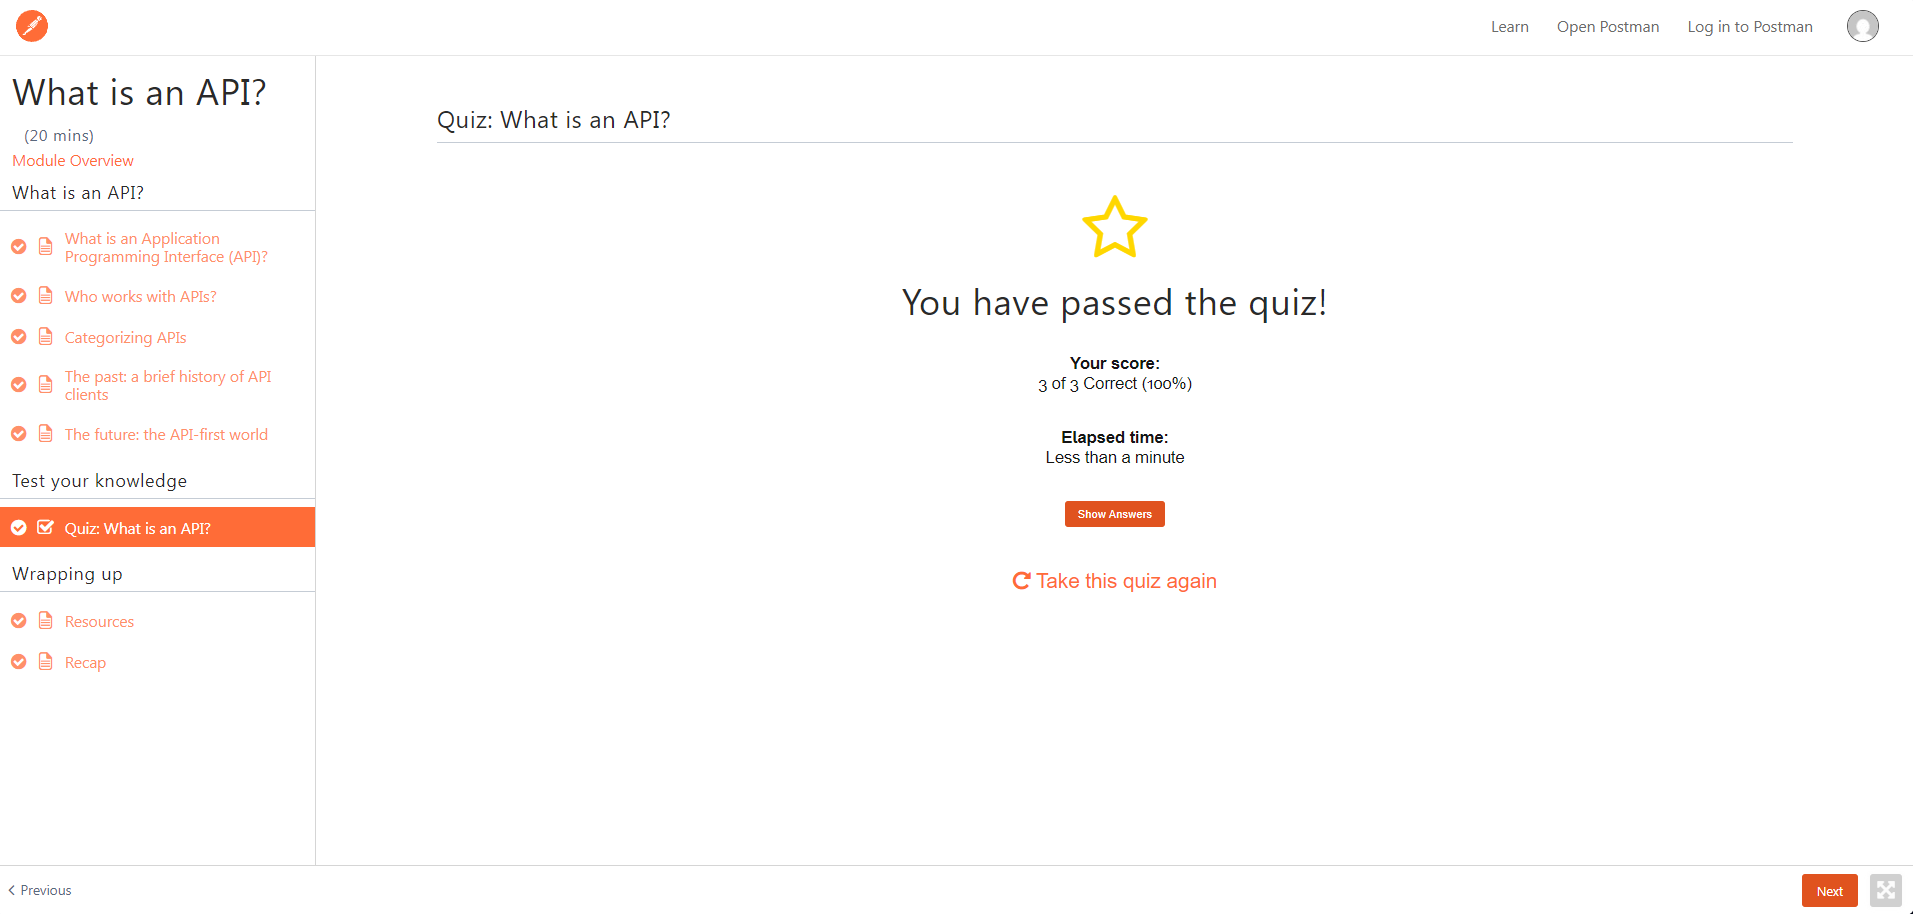 Learn
Open Postman
Log in to Postman
What is an API?
(20 mins)
Module Overview
What is an API?
What is an Application
Programming Interface (API)?
Who works with APIs?
Categorizing APIs
The past: a brief history of API
clients
The future: the API-first world
Test your knowledge
Quiz: What is an API?
Wrapping up
Resources
Recap
Quiz: What is an API?
You have passed the quiz!
Your score:
3 of 3 Correct (100%)
Elapsed time:
Less than a minute
Show Answers
Take this quiz again
Previous
Next